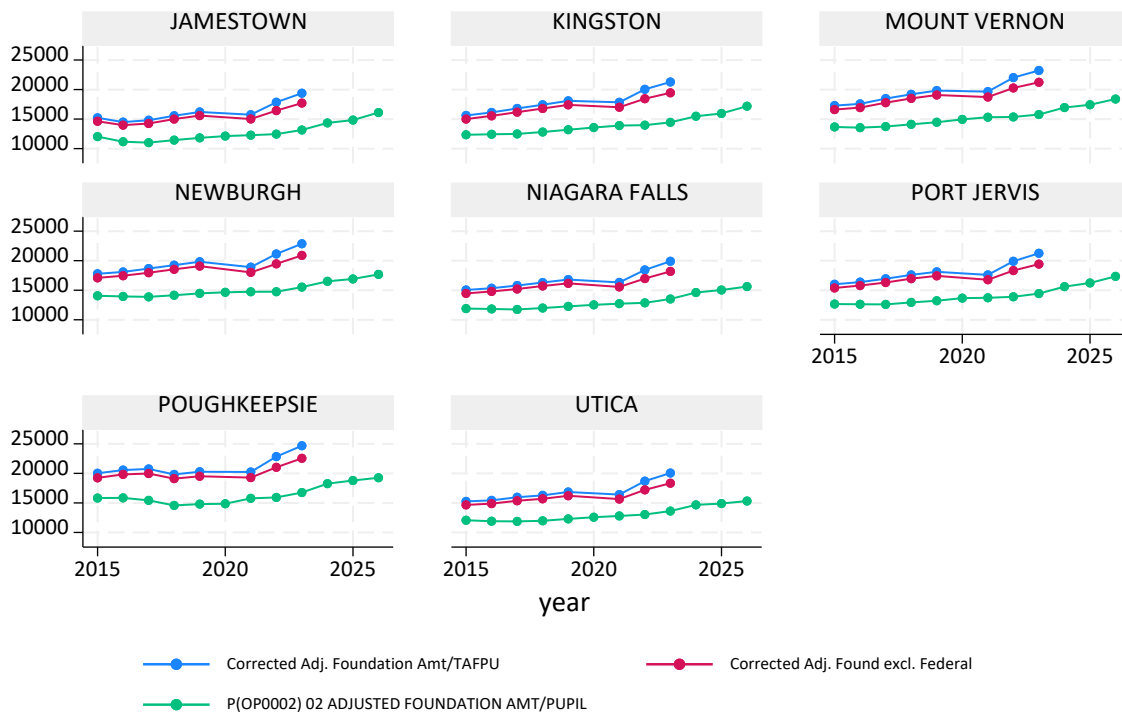 JAMESTOWN KINGSTON MOUNT VERNON
25000
20000
15000
10000
NEWBURGH NIAGARA FALLS PORT JERVIS
25000
20000
15000
10000
2015 2020 2025
POUGHKEEPSIE UTICA
25000
20000
15000
10000
2015 2020 2025 2015 2020 2025
year
Corrected Adj. Foundation Amt/TAFPU Corrected Adj. Found excl. Federal
P(OP0002) 02 ADJUSTED FOUNDATION AMT/PUPIL